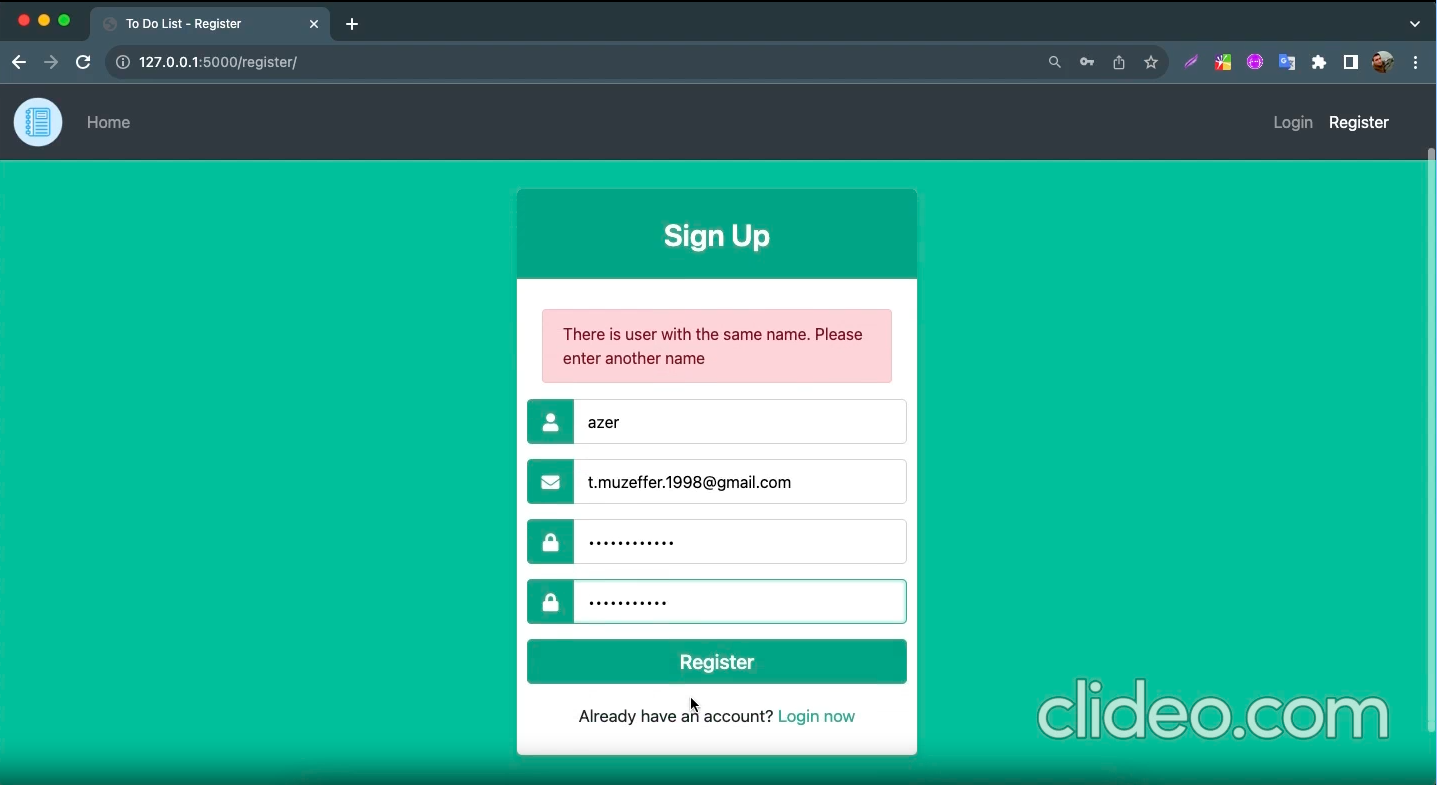 To Do List - Register
127.0.0.1:5000/register/
Home
Login
Register
Sign Up
There is user with the same name. Please
enter another name
azer
t.muzeffer.1998@gmail.com
Register
Already have an account? Login now
clideo.com